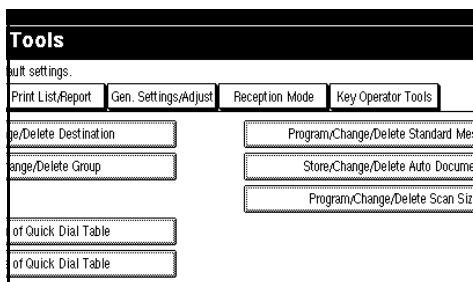 Tools
ault settings.
Print List/Report Gen. Settings/Adjust Reception Mode Key Operator Tools
ge/Delete Destination Program/Change/Delete Standard Mes
ange/Delete Group Store/Change/Delete Auto Docume
Program/Change/Delete Scan Siz
of Quick Dial Table
of Quick Dial Table